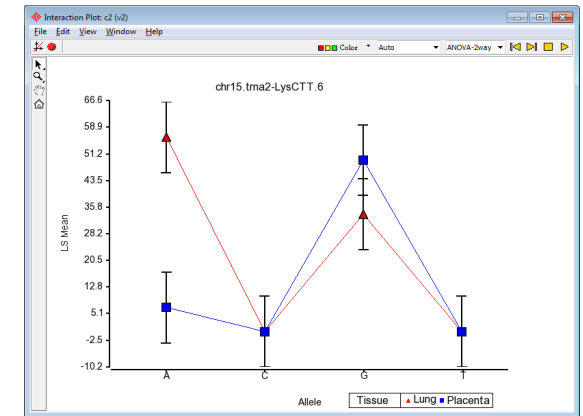 Interaction Plot: c2 (v2)
File Edit View Window Help
Color Auto ANOVA-2way
chr15.trna2-LysCTT.6
66.6
58.9
51.2
43.5
35.8
28.2
20.5
12.8
5.1
-2.5
-10.2
LS Mean
A C G T
Allele Tissue Lung Placenta